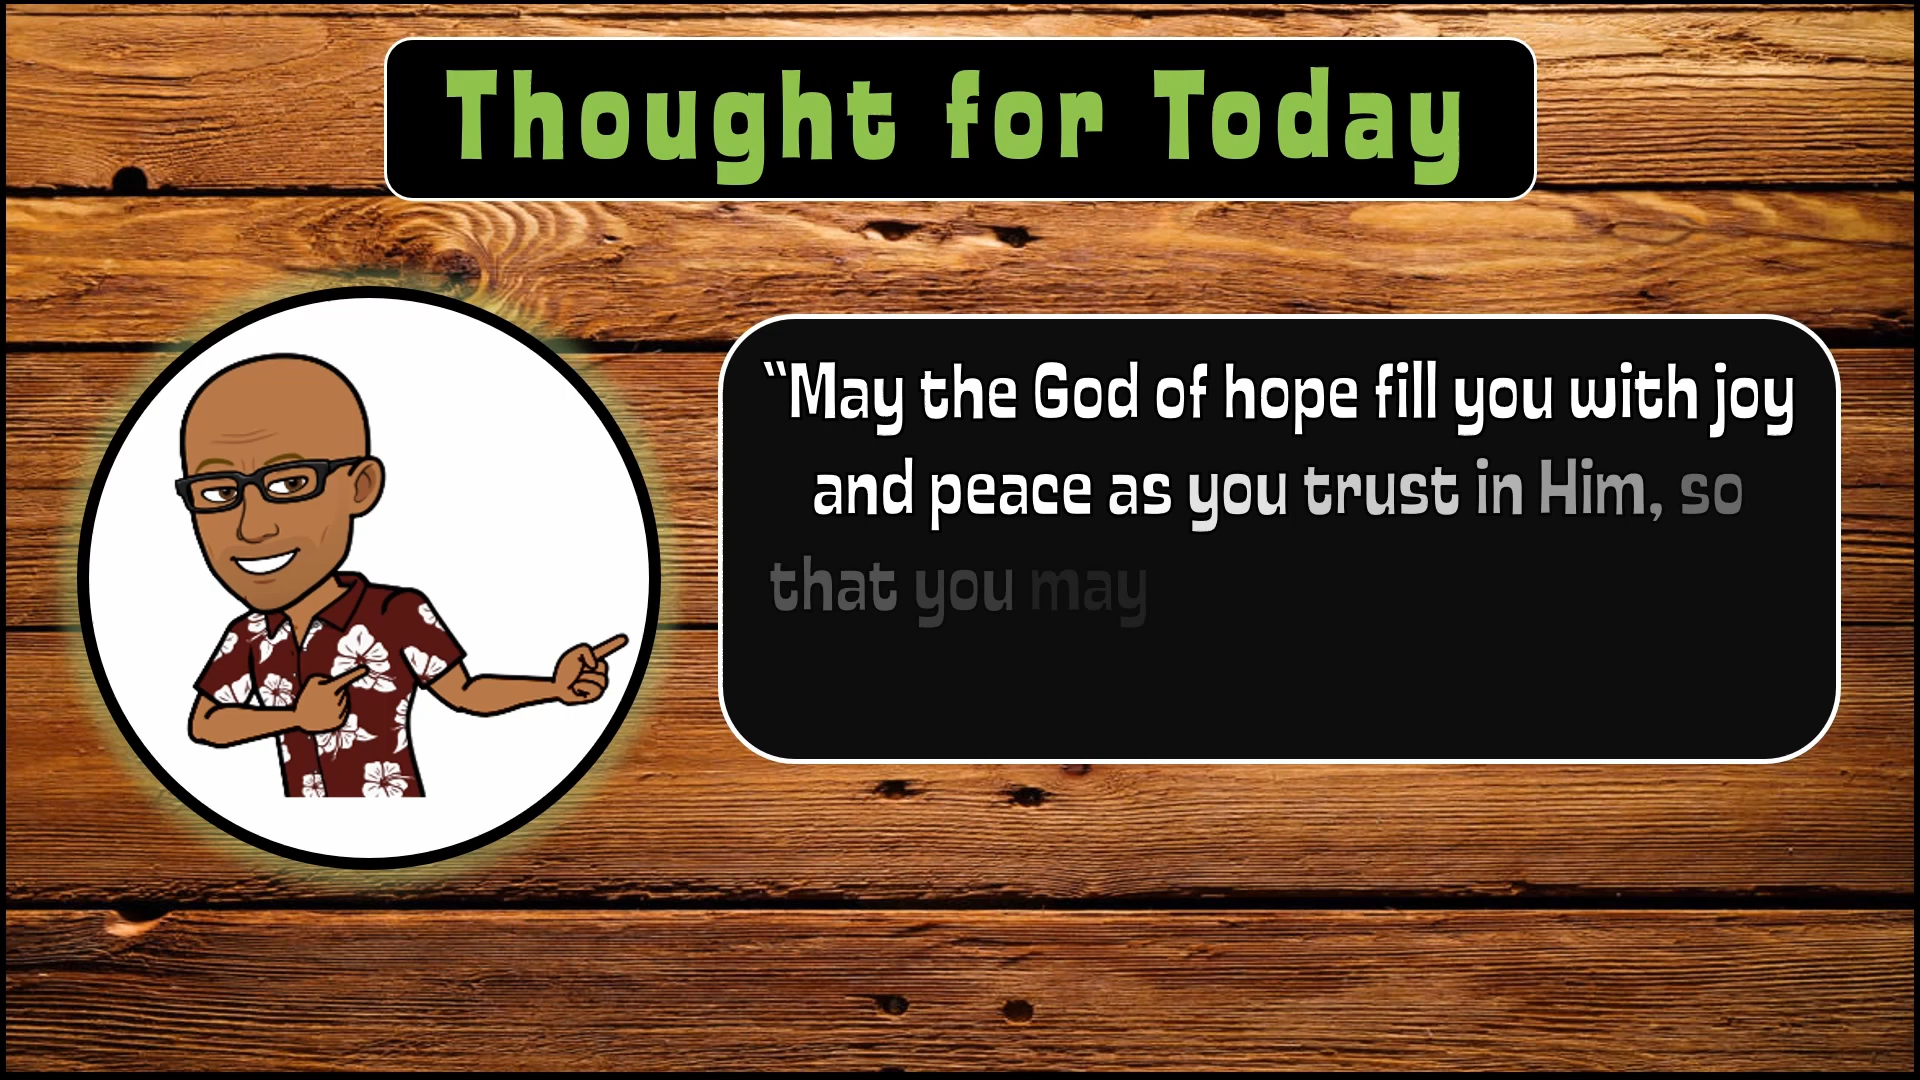 Thought for Today
“May the God of hope fill you with joy
and peace as you trust in Him, so
that you may